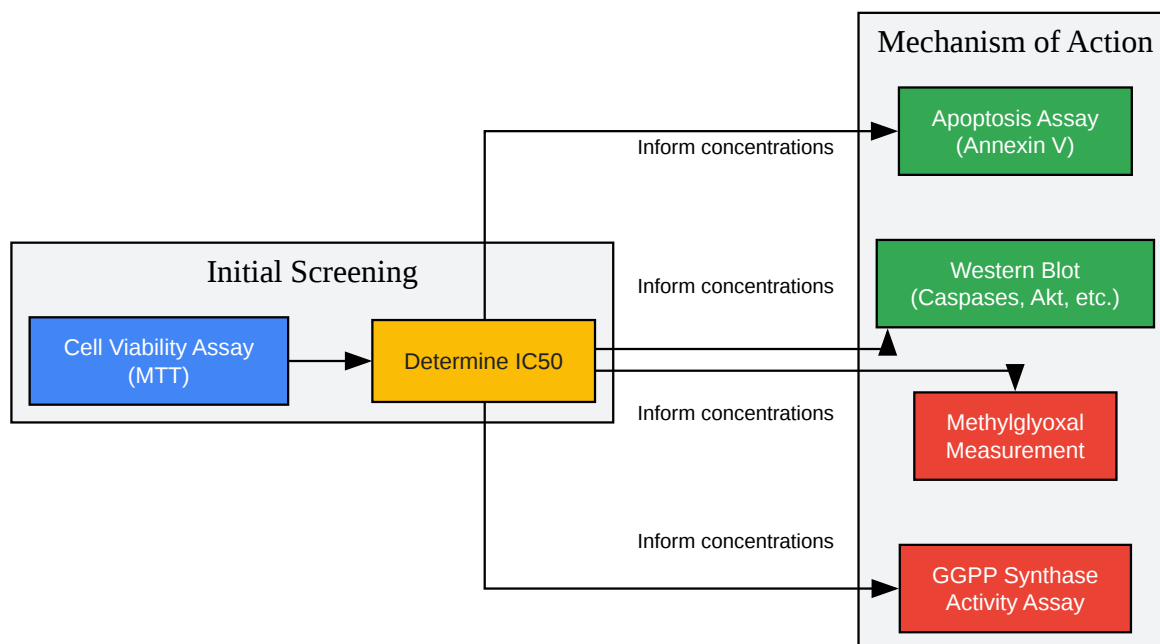 Mechanism of Action
Apoptosis Assay
(Annexin V)
Inform concentrations
Initial Screening
Inform concentrations
Western Blot
(Caspases, Akt, etc.)
Cell Viability Assay
(MTT)
Determine IC50
Inform concentrations
Methylglyoxal
Measurement
Inform concentrations
GGPP Synthase
Activity Assay